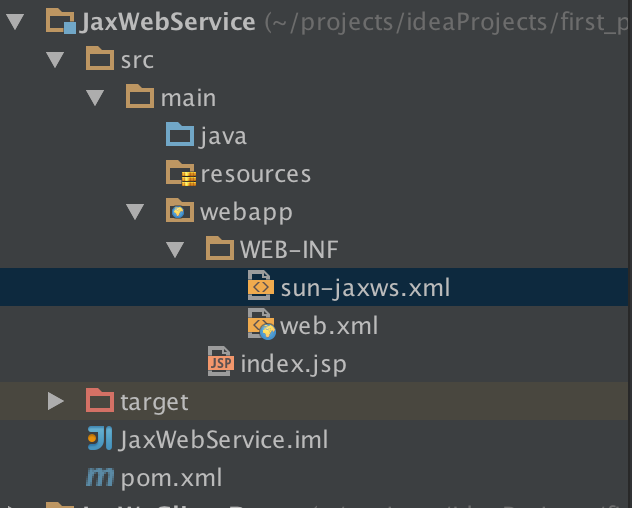 JaxWebService (~/projects/ideaProjects/first_p
src
main
java
resources
webapp
WEB-INF
sun-jaxws.xml
web.xml
JSP index.jsp
target
JaxWebService.iml
m pom.xml